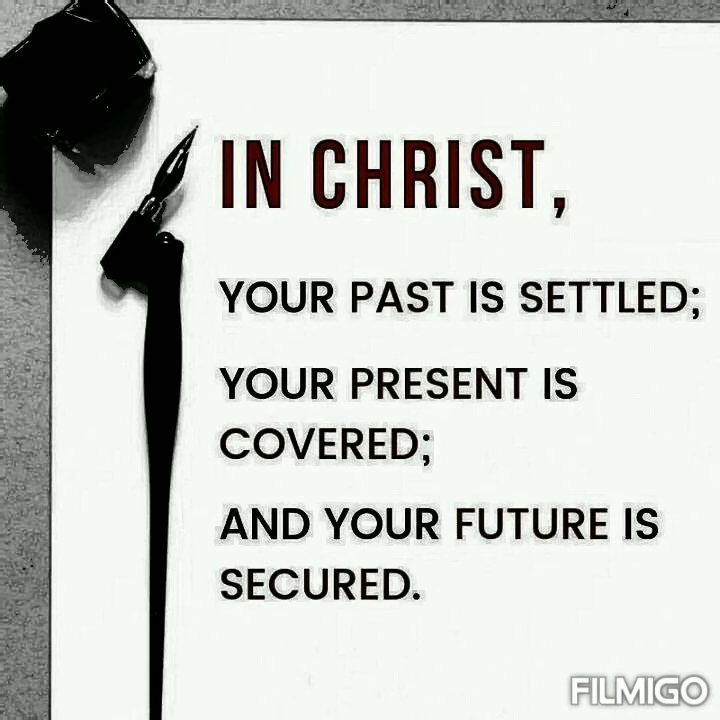 IN CHRIST,
YOUR PAST IS SETTLED;
YOUR PRESENT IS
COVERED;
AND YOUR FUTURE IS
SECURED.
FILMIGO